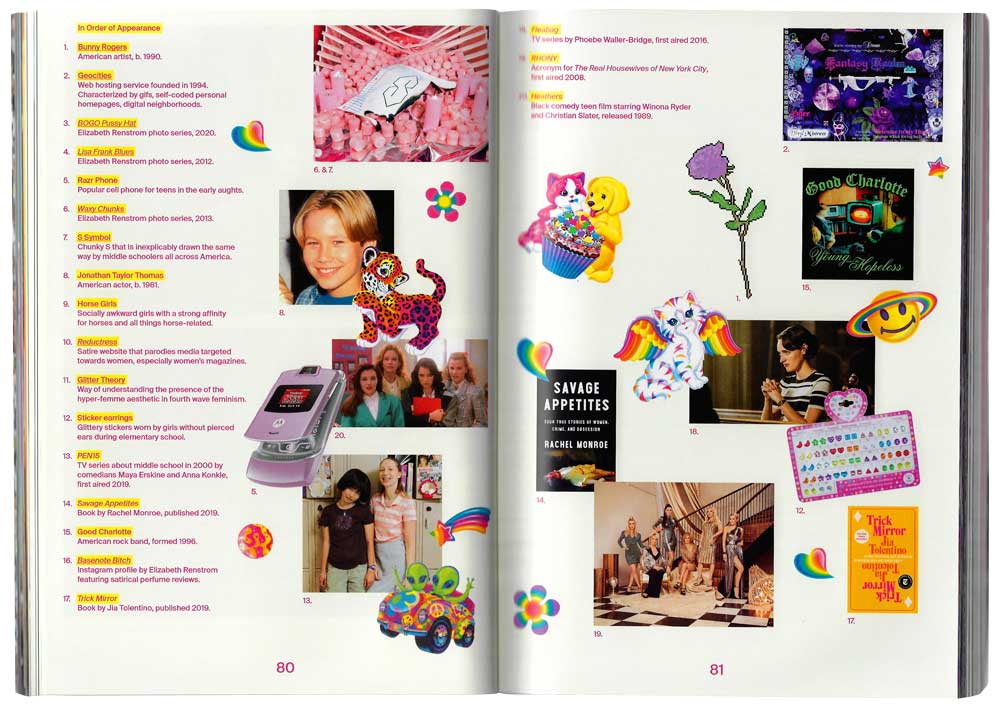 In Order of Appearance
1. Bunny Rogers
American artist, b. 1990.
2. Geocities
Web hosting service founded in 1994.
Characterized by gifs, self-coded personal
homepages, digital neighborhoods.
3. BOGO Pussy Hat
Elizabeth Renstrom photo series, 2020.
4. Lisa Frank Blues
Elizabeth Renstrom photo series, 2012.
5. Razr Phone
Popular cell phone for teens in the early aughts.
6. Waxy Chunks
Elizabeth Renstrom photo series, 2013.
7. S Symbol
Chunky S that is inexplicably drawn the same
way by middle schoolers all across America.
8. Jonathan Taylor Thomas
American actor, b. 1981.
9. Horse Girls
Socially awkward girls with a strong affinity
for horses and all things horse-related.
10. Reductress
Satire website that parodies media targeted
towards women, especially women's magazines.
11. Glitter Theory
Way of understanding the presence of the
hyper-femme aesthetic in fourth wave feminism.
12. Sticker earrings
Glittery stickers worn by girls without pierced
ears during elementary school.
13. PEN15
TV series about middle school in 2000 by
comedians Maya Erskine and Anna Konkle,
first aired 2019.
14. Savage Appetites
Book by Rachel Monroe, published 2019.
15. Good Charlotte
American rock band, formed 1996.
16. Basenote Bitch
Instagram profile by Elizabeth Renstrom
featuring satirical perfume reviews.
17. Trick Mirror
Book by Jia Tolentino, published 2019.
6. & 7.
8.
20.
5.
13.
80
Fleabag
TV series by Phoebe Waller-Bridge, first aired 2016.
RHONY
Acronym for The Real Housewives of New York City,
first aired 2008.
Heathers
Black comedy teen film starring Winona Ryder
and Christian Slater, released 1989.
Fantasy Realm
2.
Good Charlotte
Young Hopeless
15.
1.
SAVAGE
APPETITES
FOUR TRUE STORIES OF WOMEN,
CRIME, AND OBSESSION
RACHEL MONROE
14.
18.
12.
Trick
Mirror
Jia
Tolentino
Jia
Tolentino
Trick
Mirror
17.
19.
81